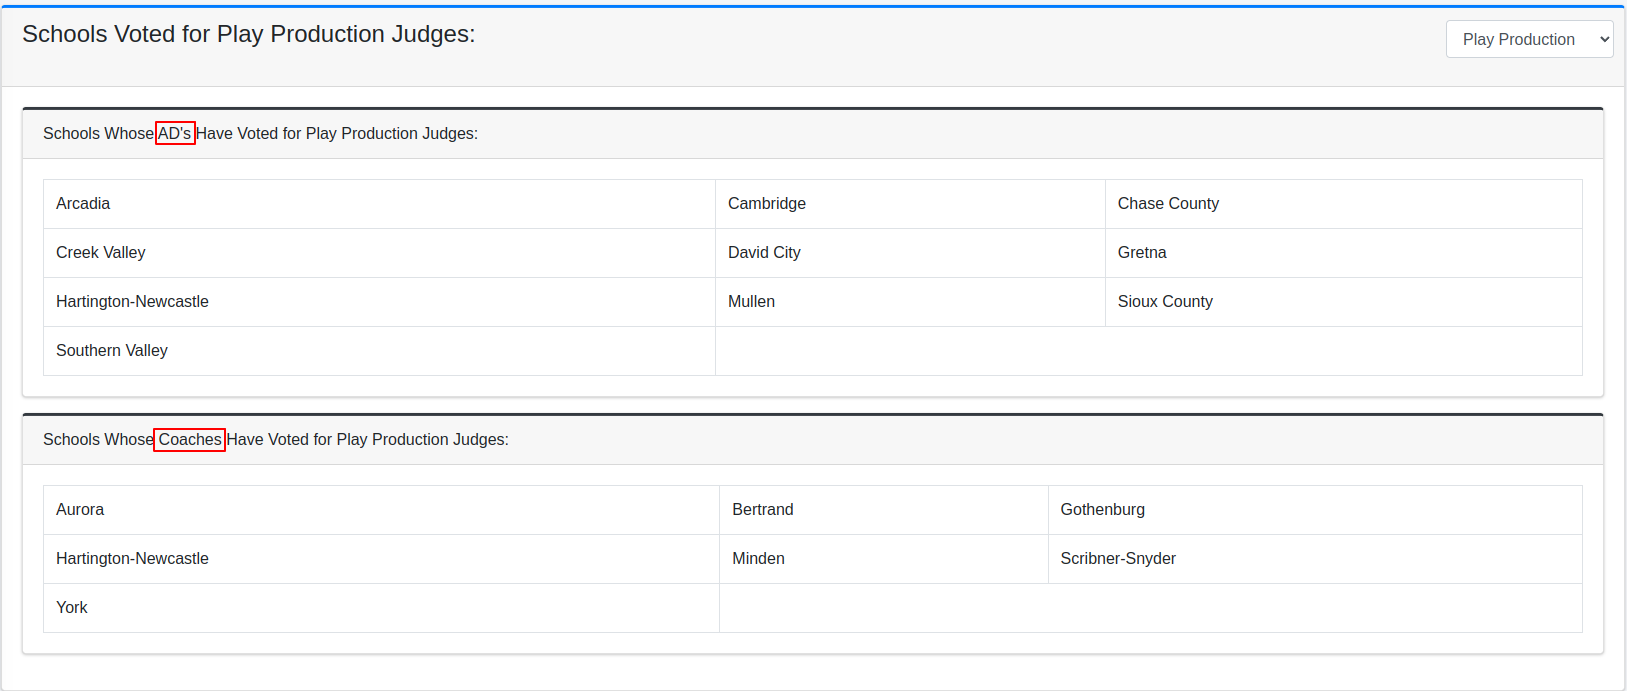 Schools Voted for Play Production Judges:
Play Production
Schools Whose AD's Have Voted for Play Production Judges:
Arcadia Cambridge Chase County
Creek Valley David City Gretna
Hartington-Newcastle Mullen Sioux County
Southern Valley
Schools Whose Coaches Have Voted for Play Production Judges:
Aurora Bertrand Gothenburg
Hartington-Newcastle Minden Scribner-Snyder
York